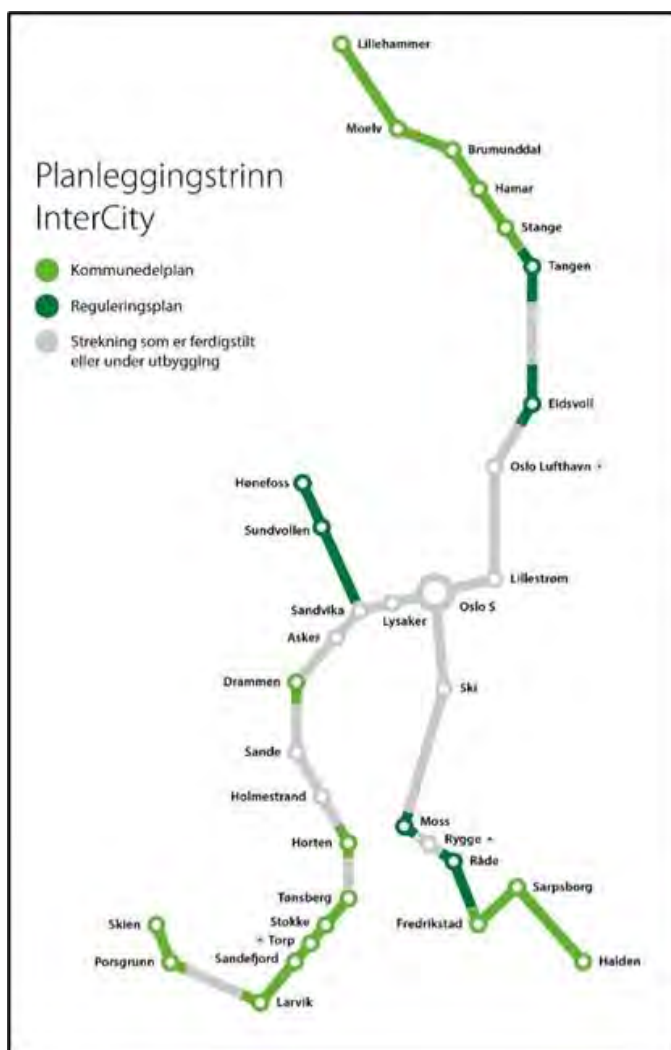 Planleggingstrinn
InterCity
Kommunedelplan
Reguleringsplan
Strekning som er ferdigstilt
eller under utbygging
Lillehammer
Moelv
Brumunddal
Hamar
Stange
Tangen
Eidsvoll
Oslo Lufthavn
Hønefoss
Sundvollen
Lillestrøm
Sandvika
Lysaker
Oslo S
Asker
Drammen
Ski
Sande
Holmestrand
Moss
Rygge
Horten
Råde
Sarpsborg
Tønsberg
Skien
Stokke
Fredrikstad
Torp
Porsgrunn
Sandefjord
Halden
Larvik